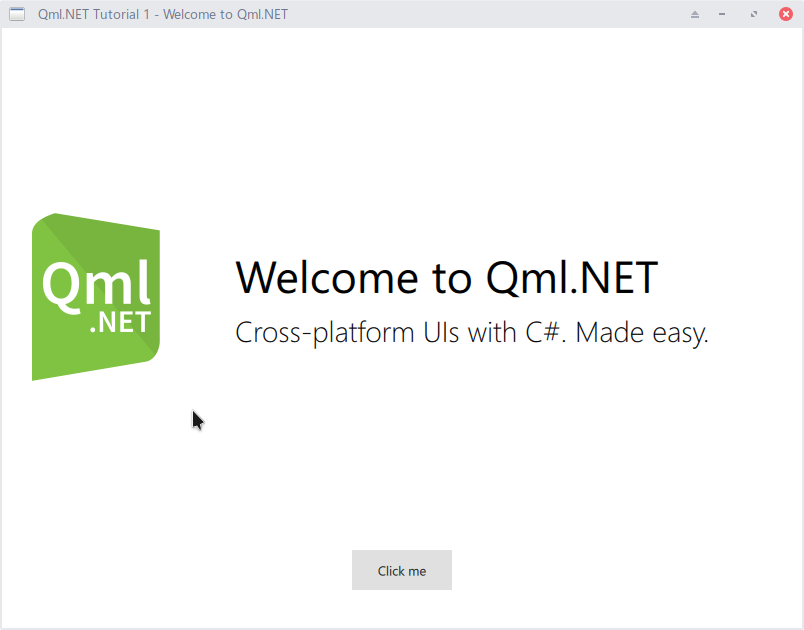 Qml.NET Tutorial 1 - Welcome to Qml.NET
Qml
.NET
Welcome to Qml.NET
Cross-platform UIs with C#. Made easy.
Click me